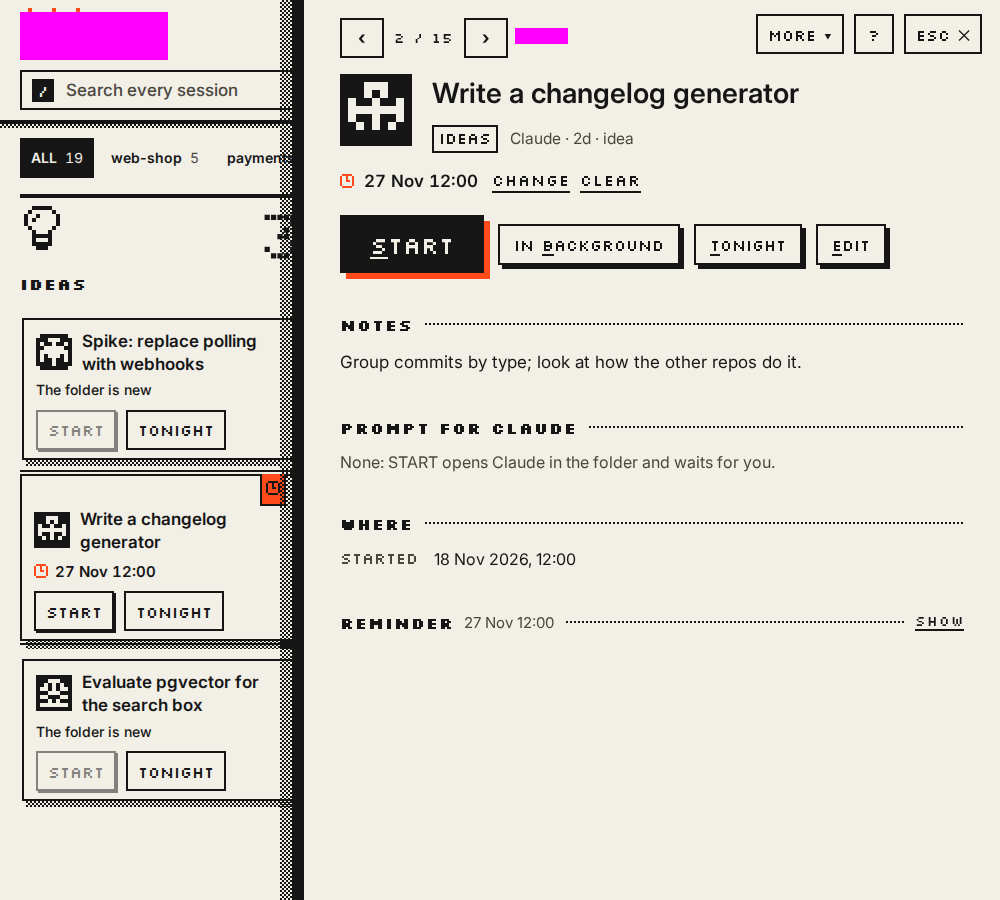 Search every session
ALL 19 web-shop 5
IDEAS
Spike: replace polling
with webhooks
The folder is new
START TONIGHT
Write a changelog
generator
27 Nov 12:00
START TONIGHT
Evaluate pgvector for
the search box
The folder is new
START TONIGHT
‹ 2 / 15 ›
MORE ▾ ? ESC ×
Write a changelog generator
IDEAS Claude · 2d · idea
27 Nov 12:00 CHANGE CLEAR
START IN BACKGROUND TONIGHT EDIT
NOTES
Group commits by type; look at how the other repos do it.
PROMPT FOR CLAUDE
None: START opens Claude in the folder and waits for you.
WHERE
STARTED 18 Nov 2026, 12:00
REMINDER 27 Nov 12:00 SHOW